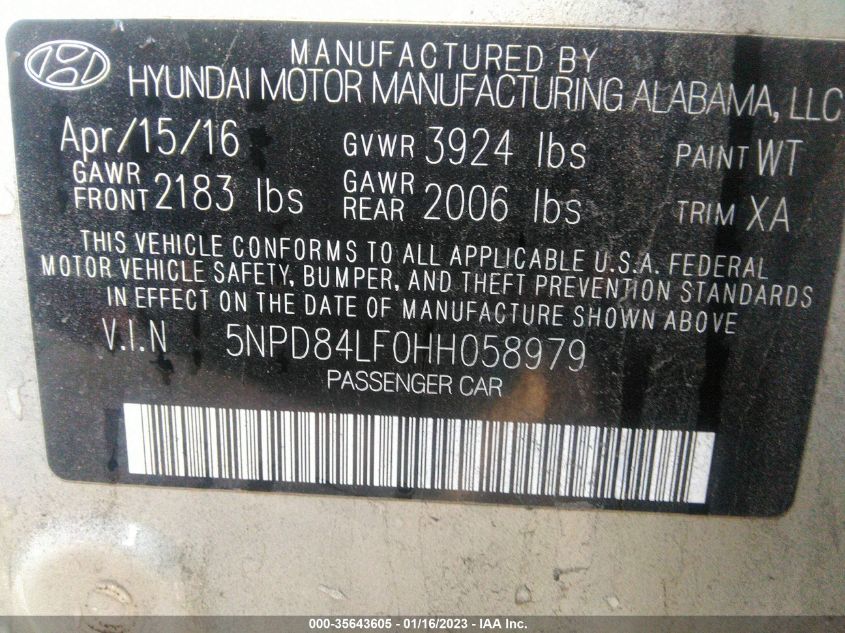 MANUFACTURED BY
HYUNDAI MOTOR MANUFACTURING ALABAMA, LLC
Apr/15/16 GVWR 3924 lbs PAINT WT
GAWR FRONT 2183 lbs GAWR REAR 2006 lbs TRIM XA
THIS VEHICLE CONFORMS TO ALL APPLICABLE U.S.A. FEDERAL
MOTOR VEHICLE SAFETY, BUMPER, AND THEFT PREVENTION STANDARDS
IN EFFECT ON THE DATE OF MANUFACTURE SHOWN ABOVE
V.I.N 5NPD84LF0HH058979
PASSENGER CAR
000-35643605 - 01/16/2023 - IAA Inc.